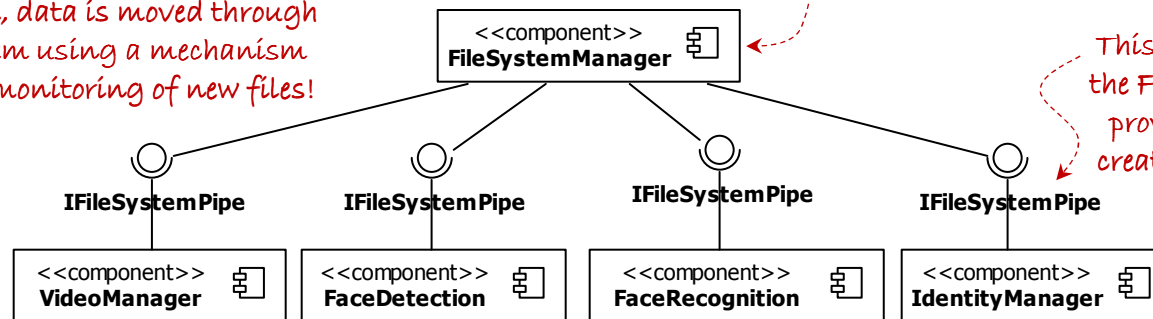 , data is moved through
m using a mechanism
monitoring of new files!
<<component>>
FileSystemManager
This
the F
prov
creat
IFileSystemPipe
IFileSystemPipe
IFileSystemPipe
IFileSystemPipe
<<component>>
VideoManager
<<component>>
FaceDetection
<<component>>
FaceRecognition
<<component>>
IdentityManager